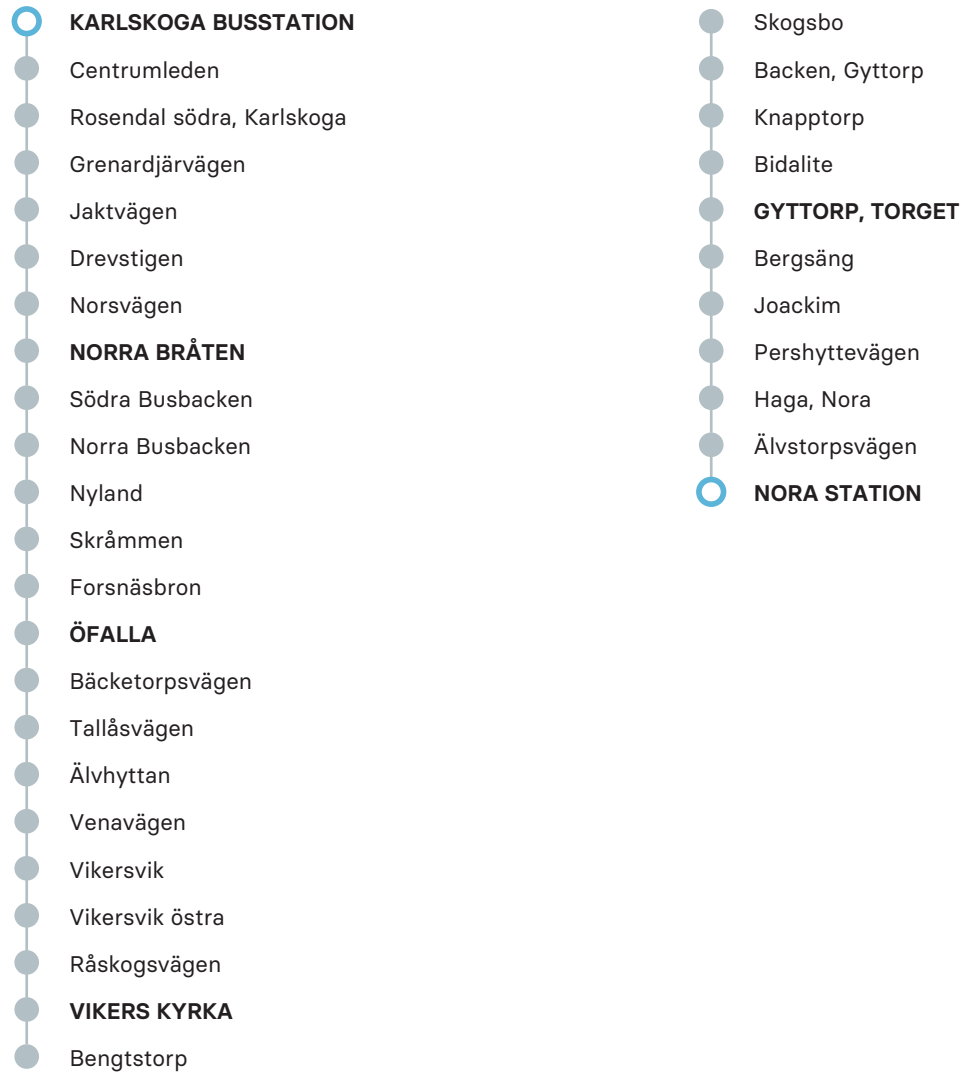 KARLSKOGA BUSSTATION
Centrumleden
Rosendal södra, Karlskoga
Grenardjärvägen
Jaktvägen
Drevstigen
Norsvägen
NORRA BRÅTEN
Södra Busbacken
Norra Busbacken
Nyland
Skråmmen
Forsnäsbron
ÖFALLA
Bäcketorpsvägen
Tallåsvägen
Älvhyttan
Venavägen
Vikersvik
Vikersvik östra
Råskogsvägen
VIKERS KYRKA
Bengtstorp
Skogsbo
Backen, Gyttorp
Knapptorp
Bidalite
GYTTORP, TORGET
Bergsäng
Joackim
Pershyttevägen
Haga, Nora
Älvstorpsvägen
NORA STATION